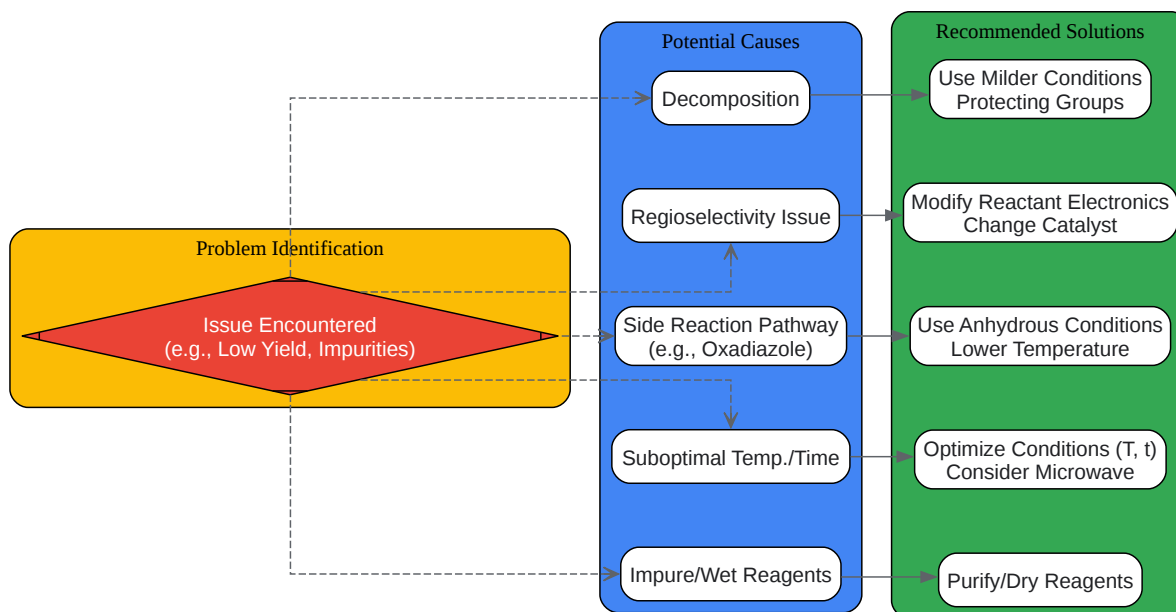 Problem Identification
Issue Encountered
(e.g., Low Yield, Impurities)
Potential Causes
Decomposition
Regioselectivity Issue
Side Reaction Pathway
(e.g., Oxadiazole)
Suboptimal Temp./Time
Impure/Wet Reagents
Recommended Solutions
Use Milder Conditions
Protecting Groups
Modify Reactant Electronics
Change Catalyst
Use Anhydrous Conditions
Lower Temperature
Optimize Conditions (T, t)
Consider Microwave
Purify/Dry Reagents